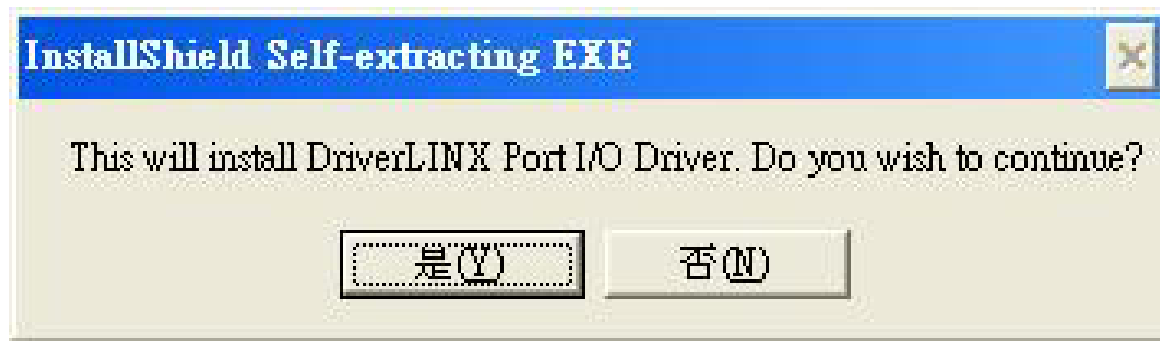 InstallShield Self-extracting EXE
This will install DriverLINX Port I/O Driver. Do you wish to continue?
是(Y)
否(N)